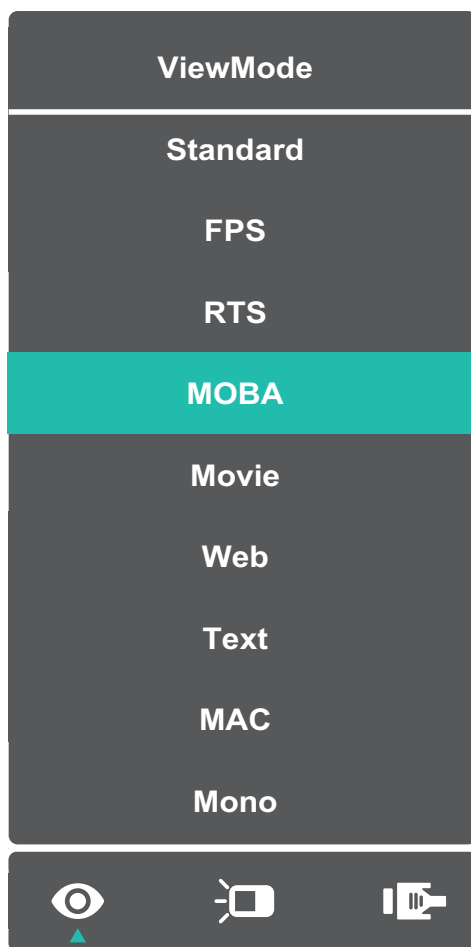 ViewMode
Standard
FPS
RTS
MOBA
Movie
Web
Text
MAC
Mono